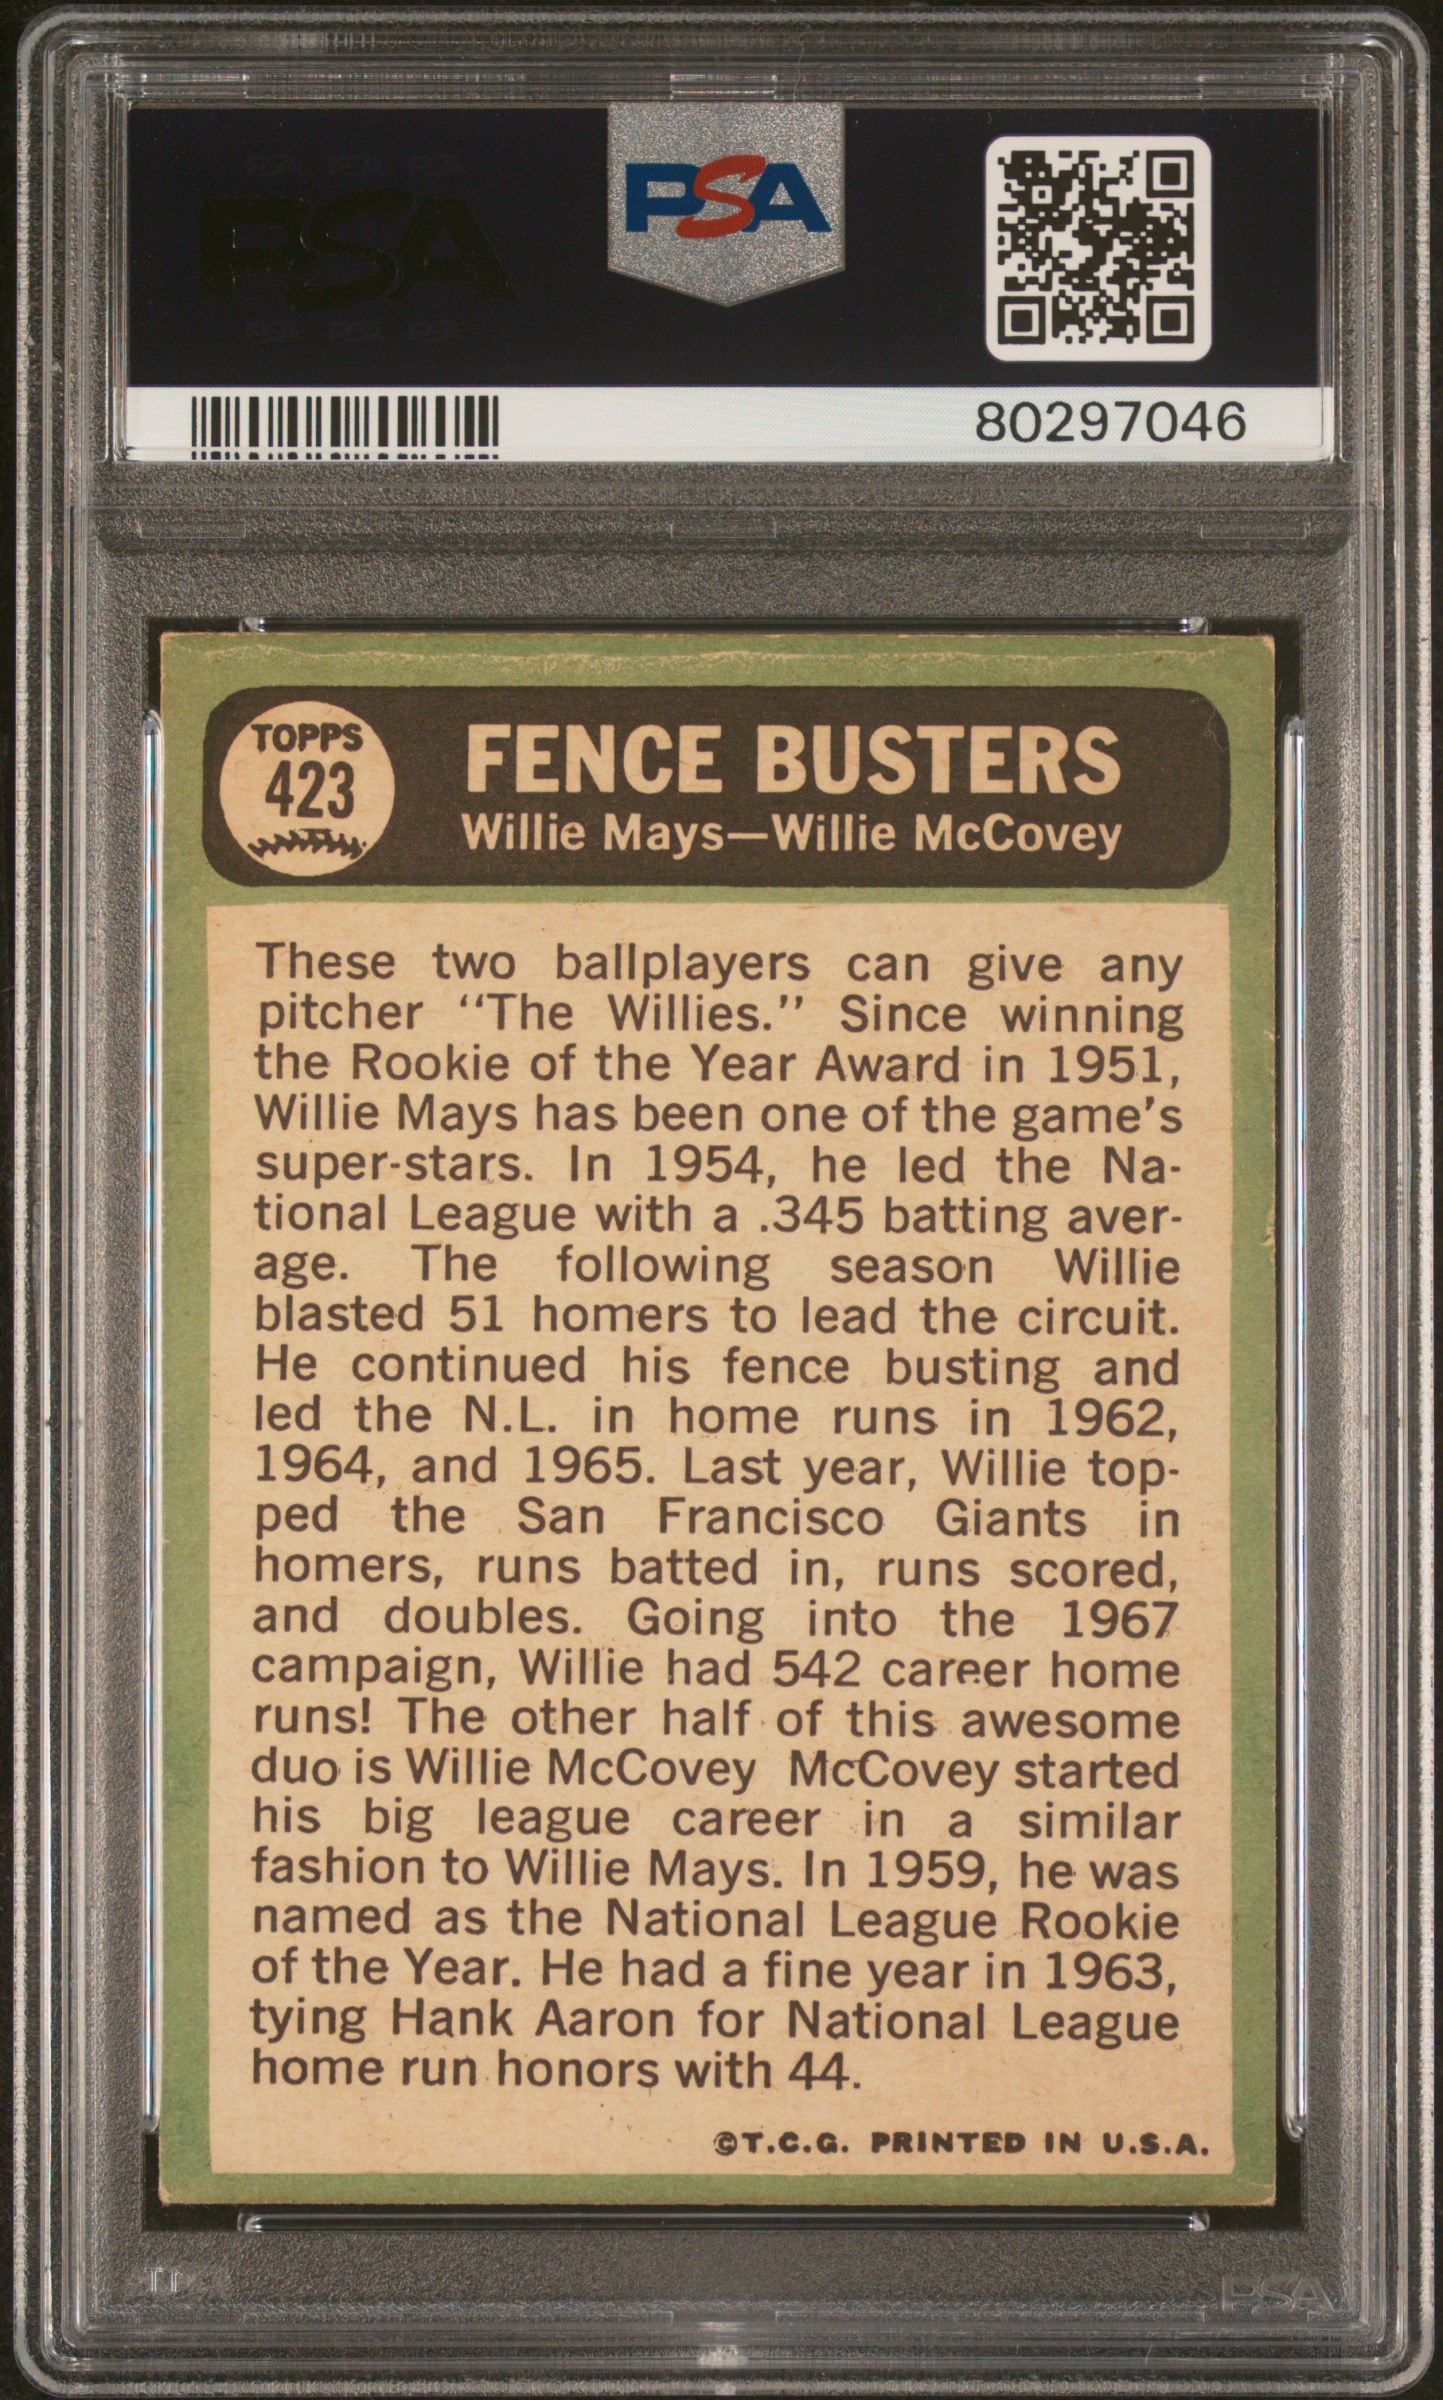 PSA
PSA
80297046
TOPPS
423
FENCE BUSTERS
Willie Mays—Willie McCovey
These two ballplayers can give any
pitcher “The Willies.” Since winning
the Rookie of the Year Award in 1951,
Willie Mays has been one of the game’s
super-stars. In 1954, he led the Na-
tional League with a .345 batting aver-
age. The following season Willie
blasted 51 homers to lead the circuit.
He continued his fence busting and
led the N.L. in home runs in 1962,
1964, and 1965. Last year, Willie top-
ped the San Francisco Giants in
homers, runs batted in, runs scored,
and doubles. Going into the 1967
campaign, Willie had 542 career home
runs! The other half of this awesome
duo is Willie McCovey McCovey started
his big league career in a similar
fashion to Willie Mays. In 1959, he was
named as the National League Rookie
of the Year. He had a fine year in 1963,
tying Hank Aaron for National League
home run honors with 44.
©T.C.G. PRINTED IN U.S.A.
PSA